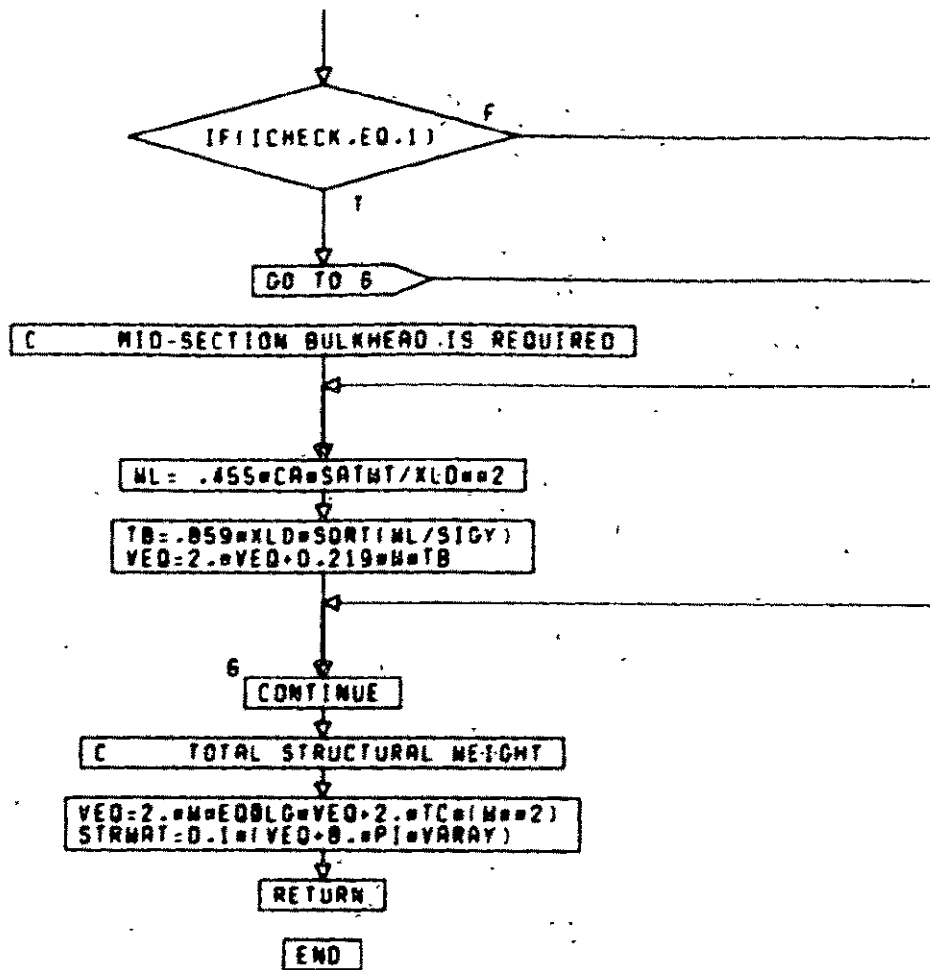 F
IF(ICHECK.EQ.1)
T
GO TO 6
C MID-SECTION BULKHEAD IS REQUIRED
WL= .455*CA*SATWT/XLD**2
TB=.859*XLD*SQRT(WL/SIGY)
VEQ=2.*VEQ+0.219*W*TB
6
CONTINUE
C TOTAL STRUCTURAL WEIGHT
VEQ=2.*W*EQBLG*VEQ+2.*TC*(W**2)
STRWAT=0.1*(VEQ+8.*PI*VARAY)
RETURN
END